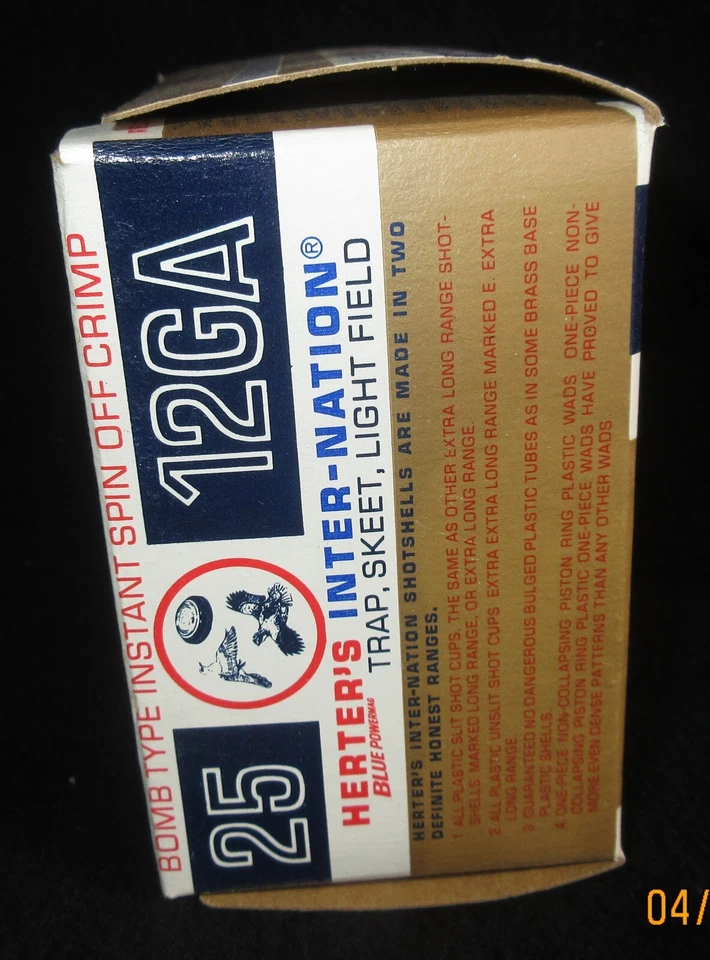 BOMB TYPE INSTANT SPIN OFF CRIMP
25 12GA
HERTER'S INTER-NATION®
BLUE POWERMAG TRAP, SKEET, LIGHT FIELD
HERTER'S INTER-NATION SHOTSHELLS ARE MADE IN TWO
DEFINITE HONEST RANGES.
1 ALL PLASTIC SLIT SHOT CUPS, THE SAME AS OTHER EXTRA LONG RANGE SHOT-
SHELLS MARKED LONG RANGE, OR EXTRA LONG RANGE.
2. ALL PLASTIC UNSLIT SHOT CUPS EXTRA EXTRA LONG RANGE MARKED E. EXTRA
LONG RANGE.
3. GUARANTEED NO DANGEROUS BULGED PLASTIC TUBES AS IN SOME BRASS BASE
PLASTIC SHELLS.
4. ONE-PIECE NON-COLLAPSING PISTON RING PLASTIC WADS ONE-PIECE NON-
COLLAPSING PISTON RING PLASTIC ONE-PIECE WADS HAVE PROVED TO GIVE
MORE EVEN DENSE PATTERNS THAN ANY OTHER WADS.
04/